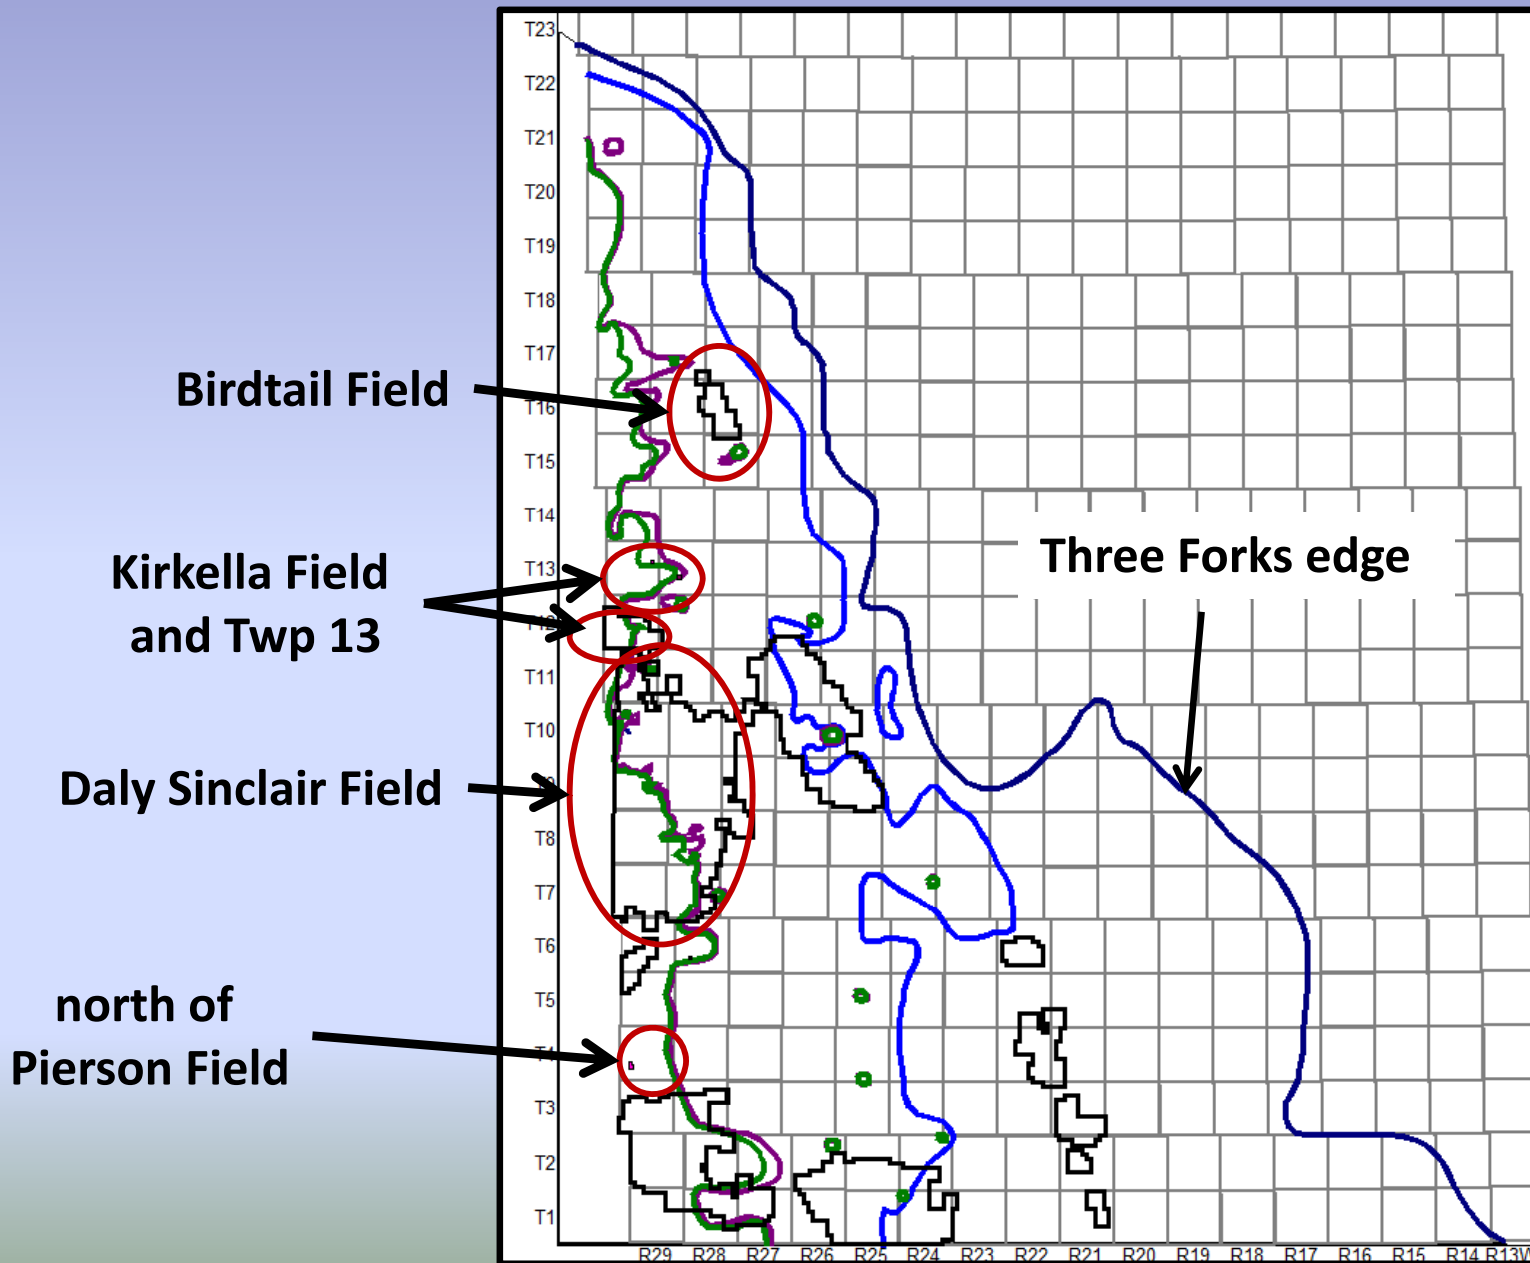 T23
T22
T21
T20
T19
T18
T17
Birdtail Field
T16
T15
T14
Kirkella Field
and Twp 13
T13
Three Forks edge
T11
T10
Daly Sinclair Field
T8
T7
T6
north of
Pierson Field
T5
T4
T3
T2
T1
R29 R28 R27 R26 R25 R24 R23 R22 R21 R20 R19 R18 R17 R16 R15 R14 R13W